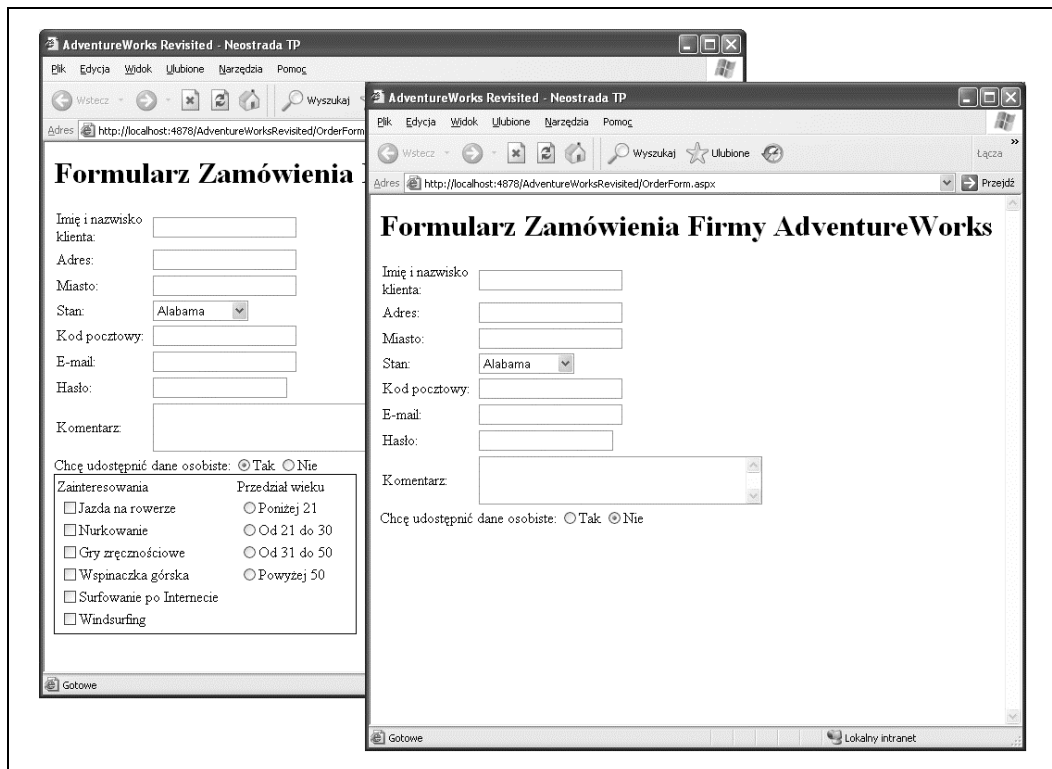 AdventureWorks Revisited - Neostrada TP
Plik Edycja Widok Ulubione Narzędzia Pomoc
Wstecz Wyszukaj
Adres http://localhost:4878/AdventureWorksRevisited/OrderForm
Formularz Zamówienia
Imię i nazwisko
klienta:
Adres:
Miasto:
Stan: Alabama
Kod pocztowy:
E-mail:
Hasło:
Komentarz:
Chcę udostępnić dane osobiste: Tak Nie
Zainteresowania Przedział wieku
Jazda na rowerze Poniżej 21
Nurkowanie Od 21 do 30
Gry zręcznościowe Od 31 do 50
Wspinaczka górska Powyżej 50
Surfowanie po Internecie
Windsurfing
Gotowe
AdventureWorks Revisited - Neostrada TP
Plik Edycja Widok Ulubione Narzędzia Pomoc
Wstecz Wyszukaj Ulubione Łącza »
Adres http://localhost:4878/AdventureWorksRevisited/OrderForm.aspx Przejdź
Formularz Zamówienia Firmy AdventureWorks
Imię i nazwisko
klienta:
Adres:
Miasto:
Stan: Alabama
Kod pocztowy:
E-mail:
Hasło:
Komentarz:
Chcę udostępnić dane osobiste: Tak Nie
Gotowe Lokalny intranet